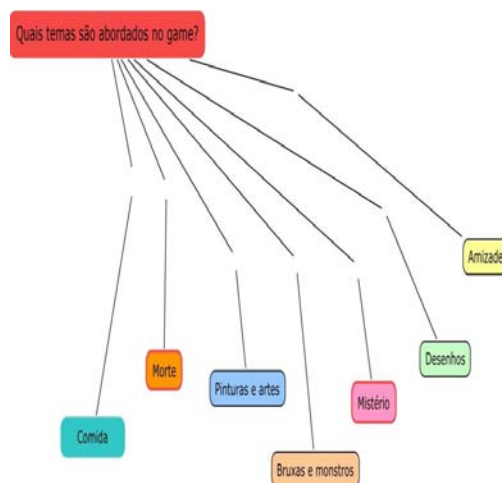 Quais temas são abordados no game?
Amizade
Desenhos
Morte
Pinturas e artes
Mistério
Comida
Bruxas e monstros